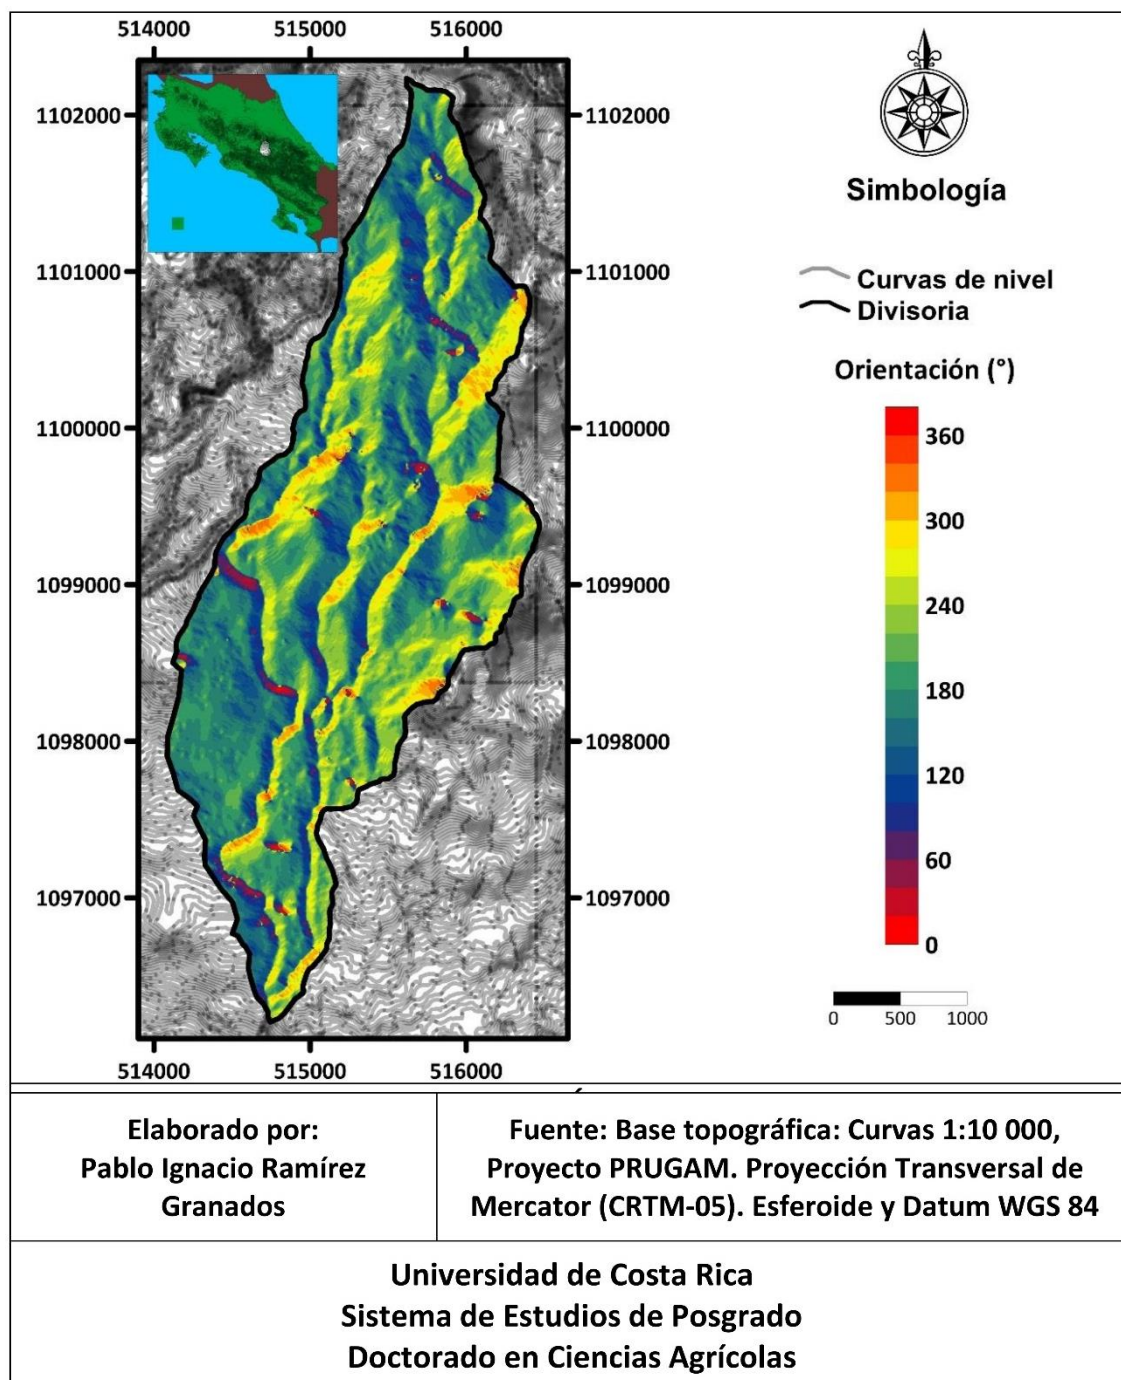 514000 515000 516000
1102000
1101000
1100000
1099000
1098000
1097000
1102000
1101000
1100000
1099000
1098000
1097000
514000 515000 516000
Simbología
Curvas de nivel
Divisoria
Orientación (°)
360
300
240
180
120
60
0
0 500 1000
Elaborado por:
Pablo Ignacio Ramírez
Granados
Fuente: Base topográfica: Curvas 1:10 000,
Proyecto PRUGAM. Proyección Transversal de
Mercator (CRTM-05). Esferoide y Datum WGS 84
Universidad de Costa Rica
Sistema de Estudios de Posgrado
Doctorado en Ciencias Agrícolas